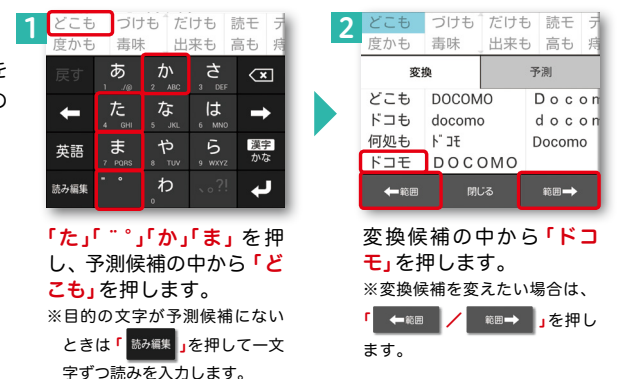 1
どこも づけも だけも 読モ
度かも 毒味 出来も 高も
戻す あ 1 ./@ か 2 ABC さ 3 DEF
た 4 GHI な 5 JKL は 6 MNO
英語 ま 7 PQRS や 8 TUV ら 9 WXYZ 漢字 かな
読み編集 ゛゜ わ 0 、。?!
「た」「゛゜」「か」「ま」を押
し、予測候補の中から「ど
こも」を押します。
※目的の文字が予測候補にない
ときは「読み編集」を押して一文
字ずつ読みを入力します。
を
の
2
どこも づけも だけも 読モ
度かも 毒味 出来も 高も
変換 予測
どこも DOCOMO Docom
ドコも docomo docom
何処も ﾄﾞｺﾓ Docomo
ドコモ ＤＯＣＯＭＯ
←範囲 閉じる 範囲→
変換候補の中から「ドコ
モ」を押します。
※変換候補を変えたい場合は、
「←範囲／範囲→」を押し
ます。